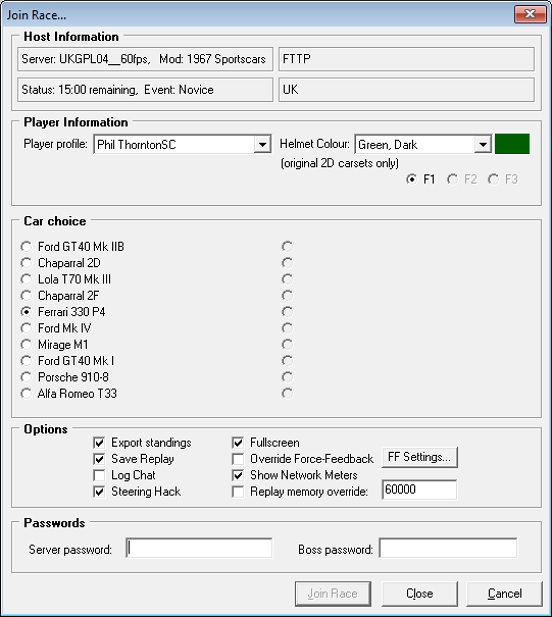 Join Race...
Host Information
Server: UKGPL04__60fps, Mod: 1967 Sportscars
FTTP
Status: 15:00 remaining, Event: Novice
UK
Player Information
Player profile: Phil ThorntonSC
Helmet Colour: Green, Dark
(original 2D carsets only)
F1 F2 F3
Car choice
Ford GT40 Mk IIB
Chaparral 2D
Lola T70 Mk III
Chaparral 2F
Ferrari 330 P4
Ford Mk IV
Mirage M1
Ford GT40 Mk I
Porsche 910-8
Alfa Romeo T33
Options
Export standings
Fullscreen
Save Replay
Override Force-Feedback
FF Settings...
Log Chat
Show Network Meters
Steering Hack
Replay memory override: 60000
Passwords
Server password:
Boss password:
Join Race
Close
Cancel